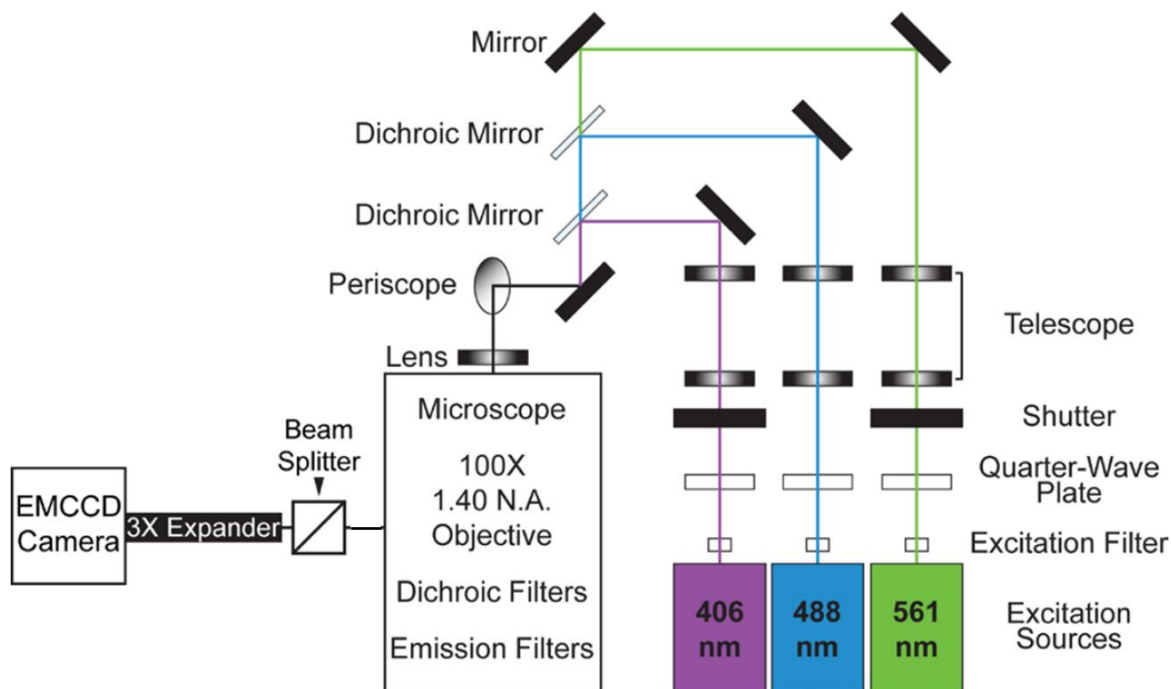 Mirror
Dichroic Mirror
Dichroic Mirror
Periscope
Lens
Telescope
Microscope
Shutter
Beam
Splitter
100X
1.40 N.A.
Objective
Quarter-Wave
Plate
EMCCD
Camera
3X Expander
Excitation Filter
Dichroic Filters
Emission Filters
406
nm
488
nm
561
nm
Excitation
Sources